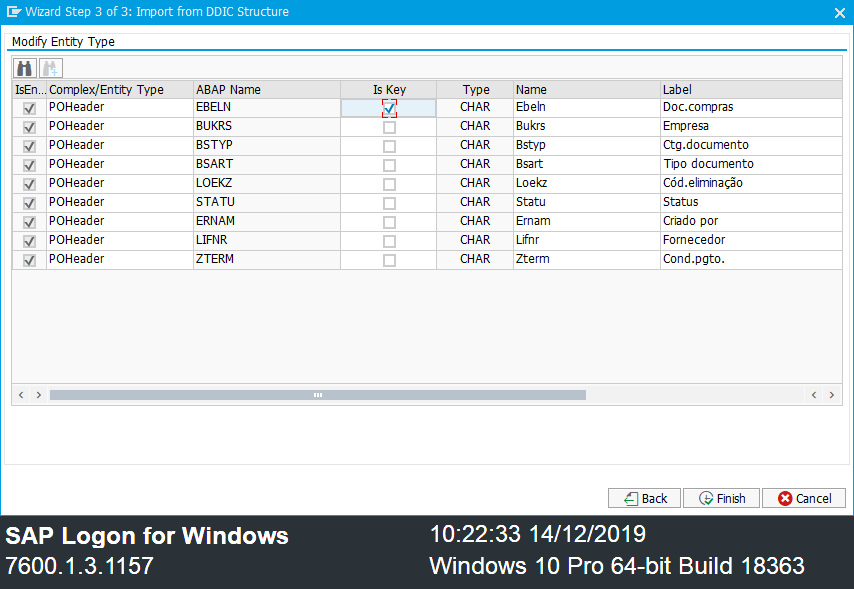 Wizard Step 3 of 3: Import from DDIC Structure
Modify Entity Type
IsEn... Complex/Entity Type ABAP Name Is Key Type Name Label
POHeader EBELN CHAR Ebeln Doc.compras
POHeader BUKRS CHAR Bukrs Empresa
POHeader BSTYP CHAR Bstyp Ctg.documento
POHeader BSART CHAR Bsart Tipo documento
POHeader LOEKZ CHAR Loekz Cód.eliminação
POHeader STATU CHAR Statu Status
POHeader ERNAM CHAR Ernam Criado por
POHeader LIFNR CHAR Lifnr Fornecedor
POHeader ZTERM CHAR Zterm Cond.pgto.
Back Finish Cancel
SAP Logon for Windows 10:22:33 14/12/2019
7600.1.3.1157 Windows 10 Pro 64-bit Build 18363